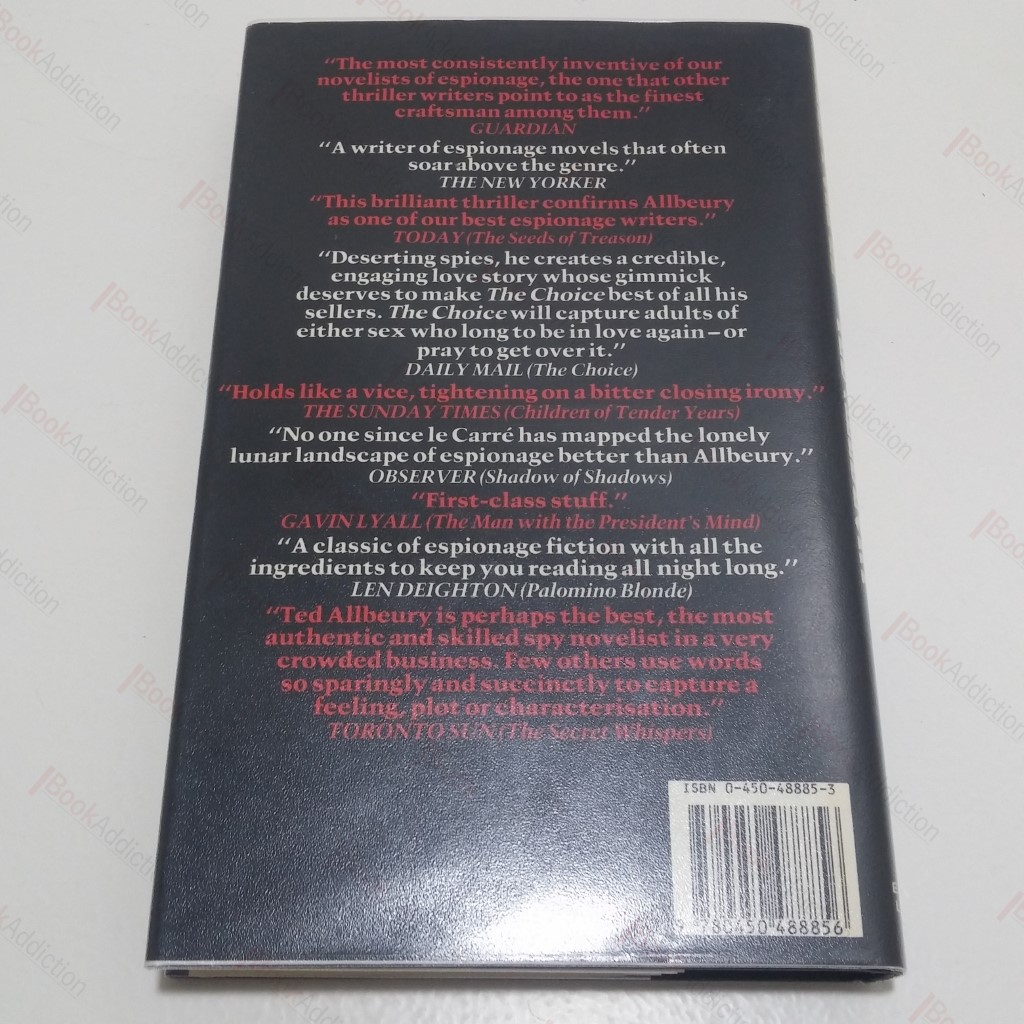 “The most consistently inventive of our
novelists of espionage, the one that other
thriller writers point to as the finest
craftsman among them.”
GUARDIAN
“A writer of espionage novels that often
soar above the genre.”
THE NEW YORKER
“This brilliant thriller confirms Allbeury
as one of our best espionage writers.”
TODAY (The Seeds of Treason)
“Deserting spies, he creates a credible,
engaging love story whose gimmick
deserves to make The Choice best of all his
sellers. The Choice will capture adults of
either sex who long to be in love again – or
pray to get over it.”
DAILY MAIL (The Choice)
“Holds like a vice, tightening on a bitter closing irony.”
THE SUNDAY TIMES (Children of Tender Years)
“No one since le Carré has mapped the lonely
lunar landscape of espionage better than Allbeury.”
OBSERVER (Shadow of Shadows)
“First-class stuff.”
GAVIN LYALL (The Man with the President’s Mind)
“A classic of espionage fiction with all the
ingredients to keep you reading all night long.”
LEN DEIGHTON (Palomino Blonde)
“Ted Allbeury is perhaps the best, the most
authentic and skilled spy novelist in a very
crowded business. Few others use words
so sparingly and succinctly to capture a
feeling, plot or characterisation.”
TORONTO SUN (The Secret Whispers)
ISBN 0-450-48885-3
9 780450 488856
BookAddiction